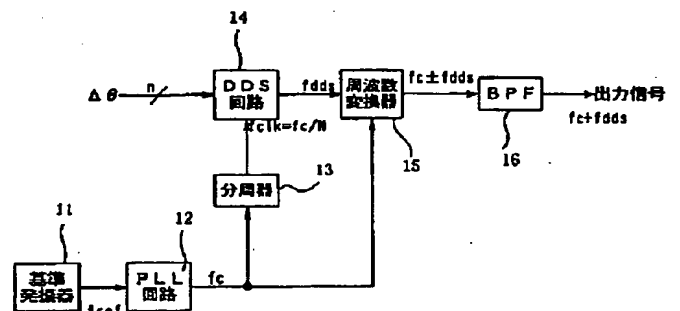 14
Δθ
n
DDS
回路
fdds
周波数
変換器
fc±fdds
BPF
出力信号
fc+fdds
fclk=fc/N
15
16
分周器
13
11
12
基準
発振器
PLL
回路
fc